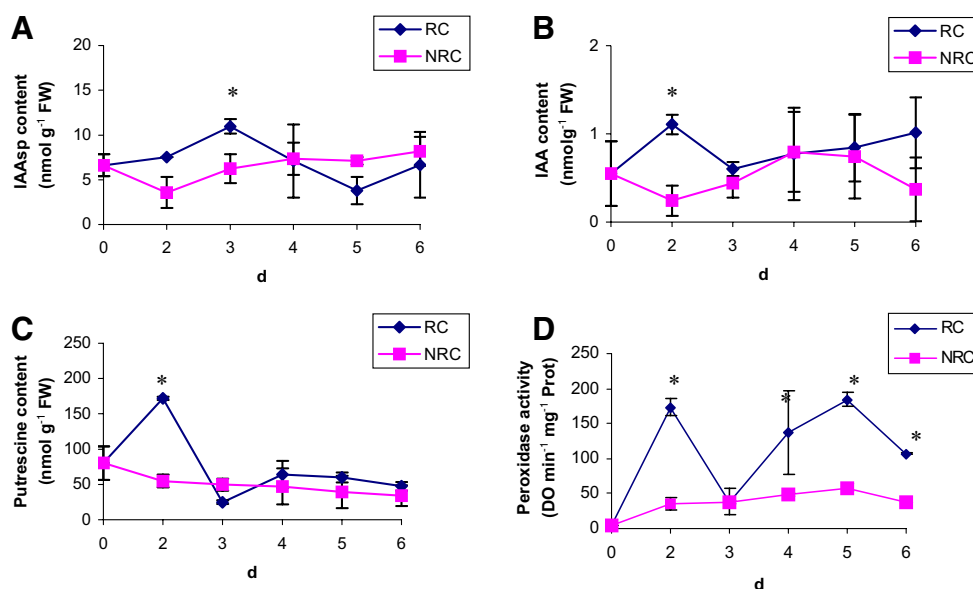 A
RC
NRC
IAAsp content
(nmol g-1 FW)
20
15
10
5
0
*
0 2 3 4 5 6
d
B
RC
NRC
IAA content
(nmolg-1 FW)
2
1
0
*
0 2 3 4 5 6
d
C
RC
NRC
Putrescine content
(nmol g-1 FW)
250
200
150
100
50
0
*
0 2 3 4 5 6
d
D
RC
NRC
Peroxidase activity
(DO min-1 mg-1 Prot)
250
200
150
100
50
0
* * * *
0 2 3 4 5 6
d